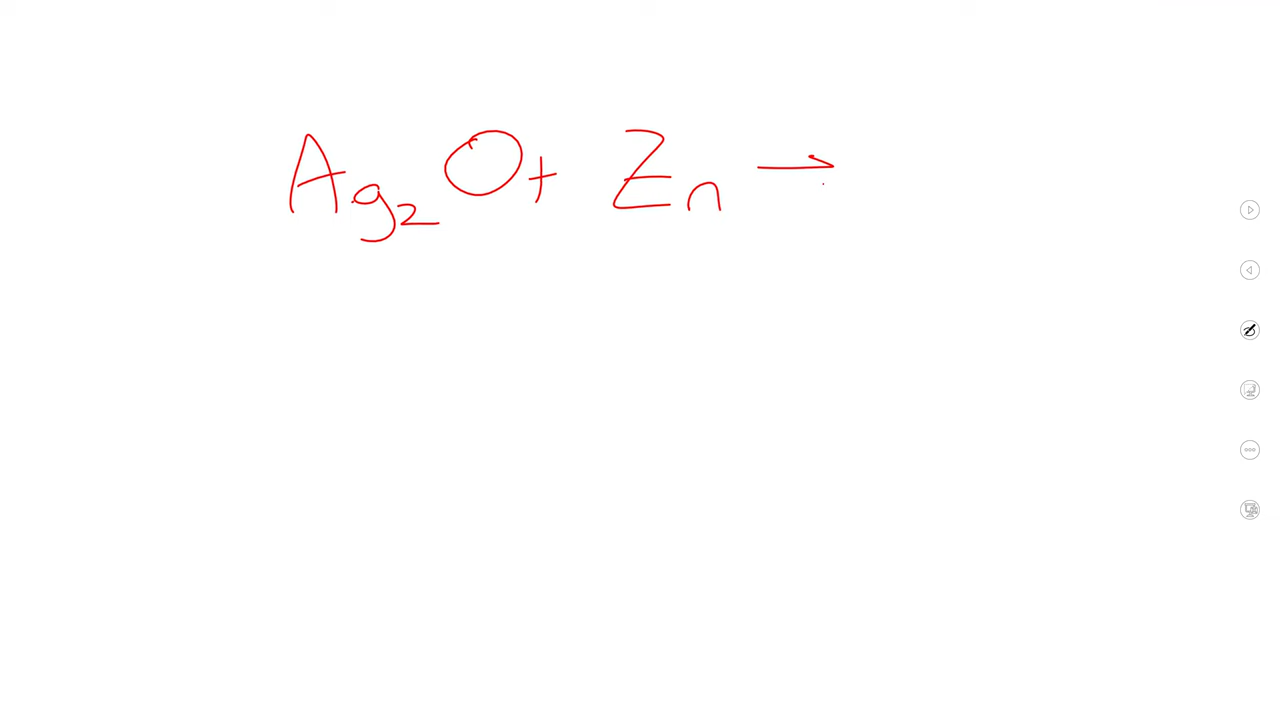 Ag₂O + Zn →